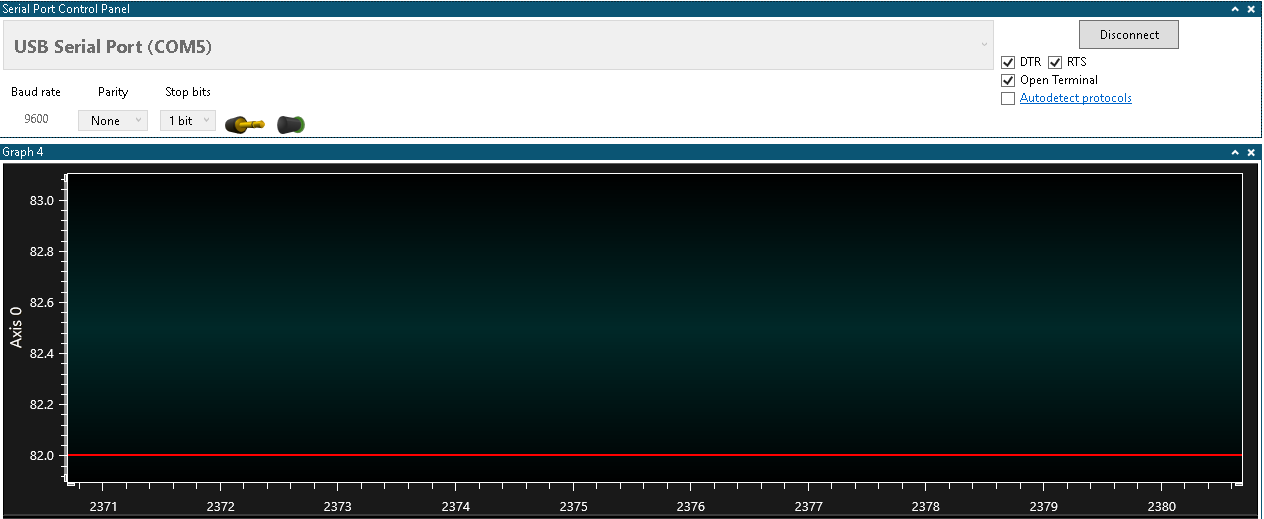 Serial Port Control Panel
USB Serial Port (COM5)
Disconnect
DTR RTS
Open Terminal
Autodetect protocols
Baud rate Parity Stop bits
9600 None 1 bit
Graph 4
83.0
82.8
82.6
82.4
82.2
82.0
Axis 0
2371 2372 2373 2374 2375 2376 2377 2378 2379 2380